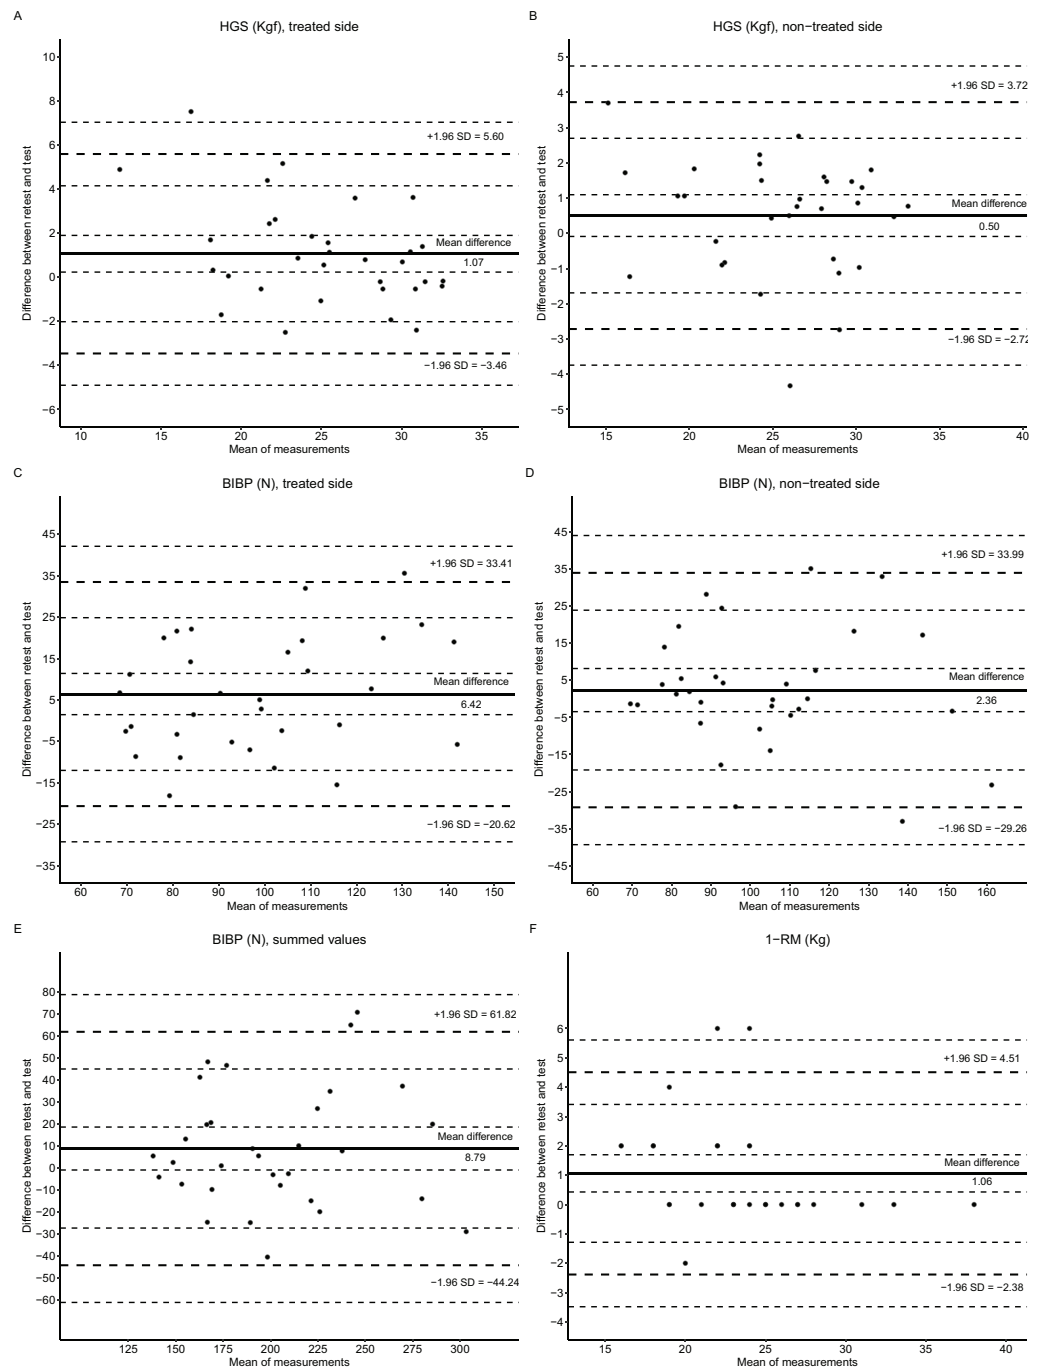 A
HGS (Kgf), treated side
Difference between retest and test
10
8
6
4
2
0
−2
−4
−6
+1.96 SD = 5.60
Mean difference
1.07
−1.96 SD = −3.46
10 15 20 25 30 35
Mean of measurements
B
HGS (Kgf), non−treated side
Difference between retest and test
5
4
3
2
1
0
−1
−2
−3
−4
−5
+1.96 SD = 3.72
Mean difference
0.50
−1.96 SD = −2.72
15 20 25 30 35 40
Mean of measurements
C
BIBP (N), treated side
Difference between retest and test
45
35
25
15
5
−5
−15
−25
−35
+1.96 SD = 33.41
Mean difference
6.42
−1.96 SD = −20.62
60 70 80 90 100 110 120 130 140 150
Mean of measurements
D
BIBP (N), non−treated side
Difference between retest and test
45
35
25
15
5
−5
−15
−25
−35
−45
+1.96 SD = 33.99
Mean difference
2.36
−1.96 SD = −29.26
60 70 80 90 100 110 120 130 140 150 160
Mean of measurements
E
BIBP (N), summed values
Difference between retest and test
80
70
60
50
40
30
20
10
0
−10
−20
−30
−40
−50
−60
+1.96 SD = 61.82
Mean difference
8.79
−1.96 SD = −44.24
125 150 175 200 225 250 275 300
Mean of measurements
F
1−RM (Kg)
Difference between retest and test
6
5
4
3
2
1
0
−1
−2
−3
−4
+1.96 SD = 4.51
Mean difference
1.06
−1.96 SD = −2.38
15 20 25 30 35 40
Mean of measurements